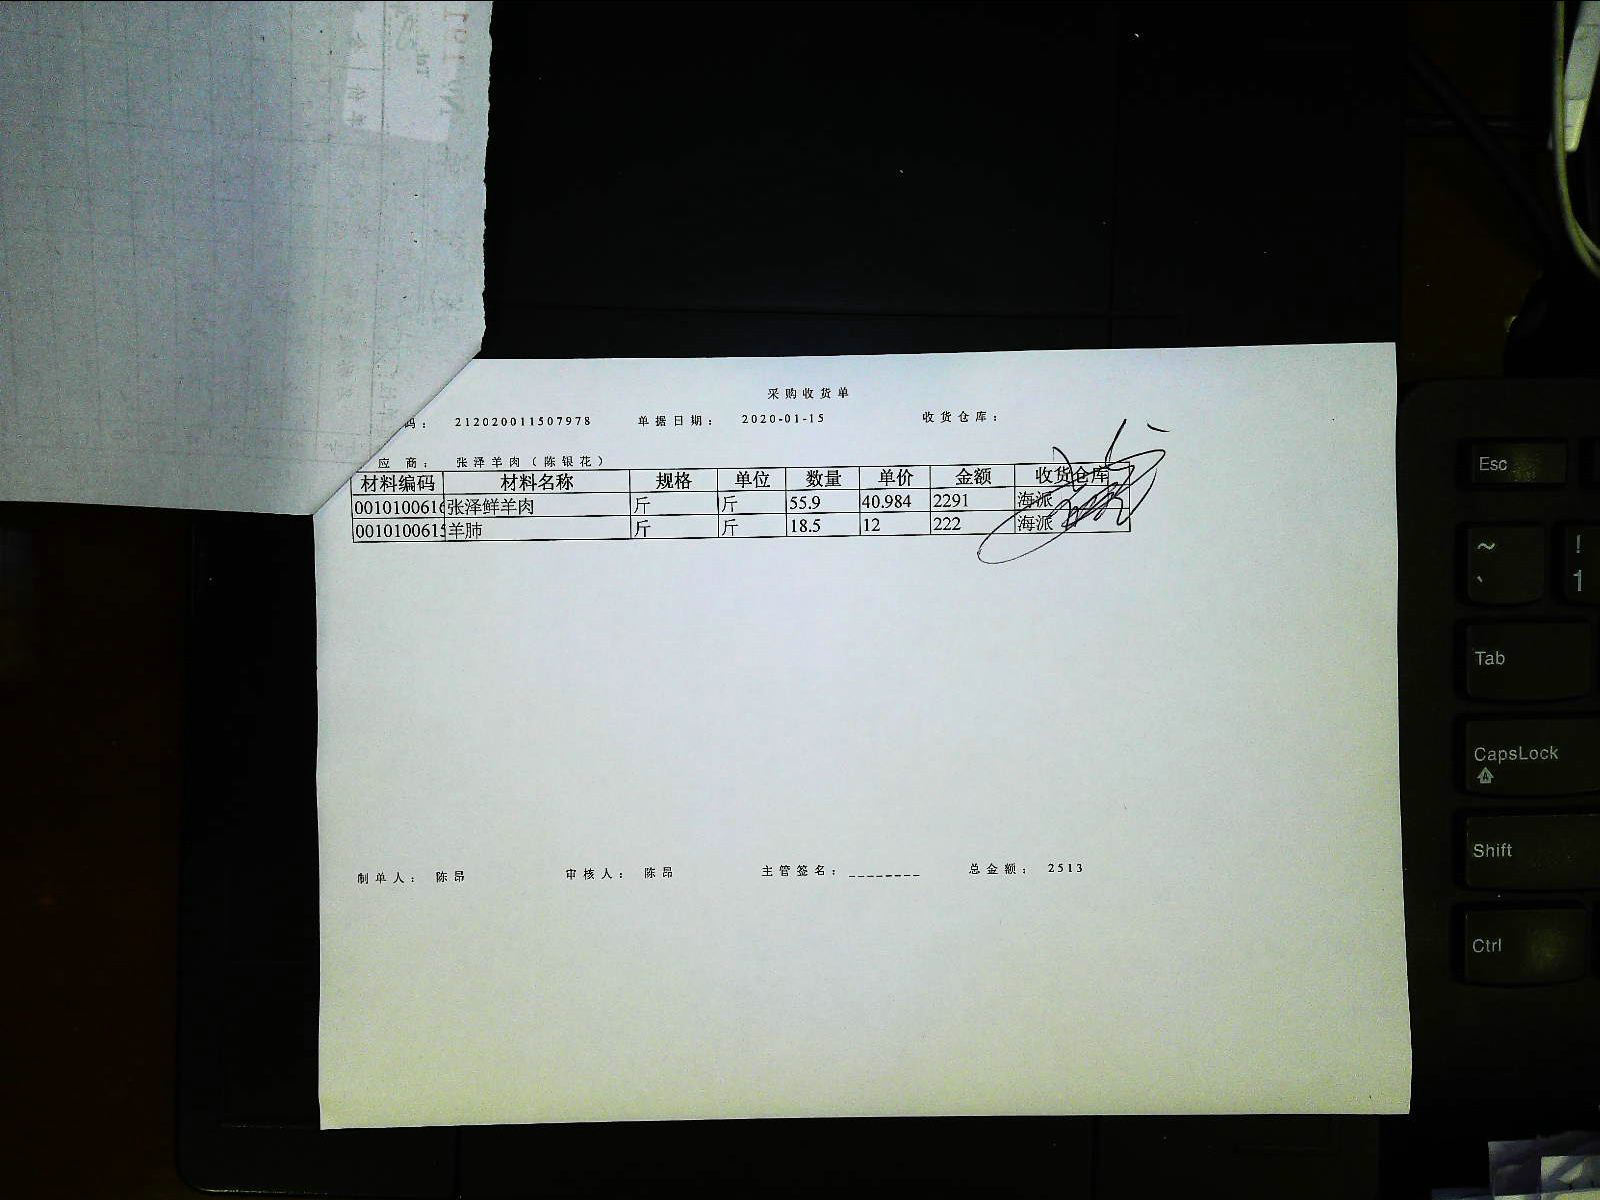 采购收货单
码： 212020011507978 单据日期： 2020-01-15 收货仓库：
应商： 张泽羊肉（陈银花）
材料编码 材料名称 规格 单位 数量 单价 金额 收货仓库
0010100616 张泽鲜羊肉 斤 斤 55.9 40.984 2291 海派
0010100615 羊肺 斤 斤 18.5 12 222 海派
制单人： 陈昂 审核人： 陈昂 主管签名：________ 总金额： 2513
Esc
~ !
` 1
Tab
CapsLock
Shift
Ctrl